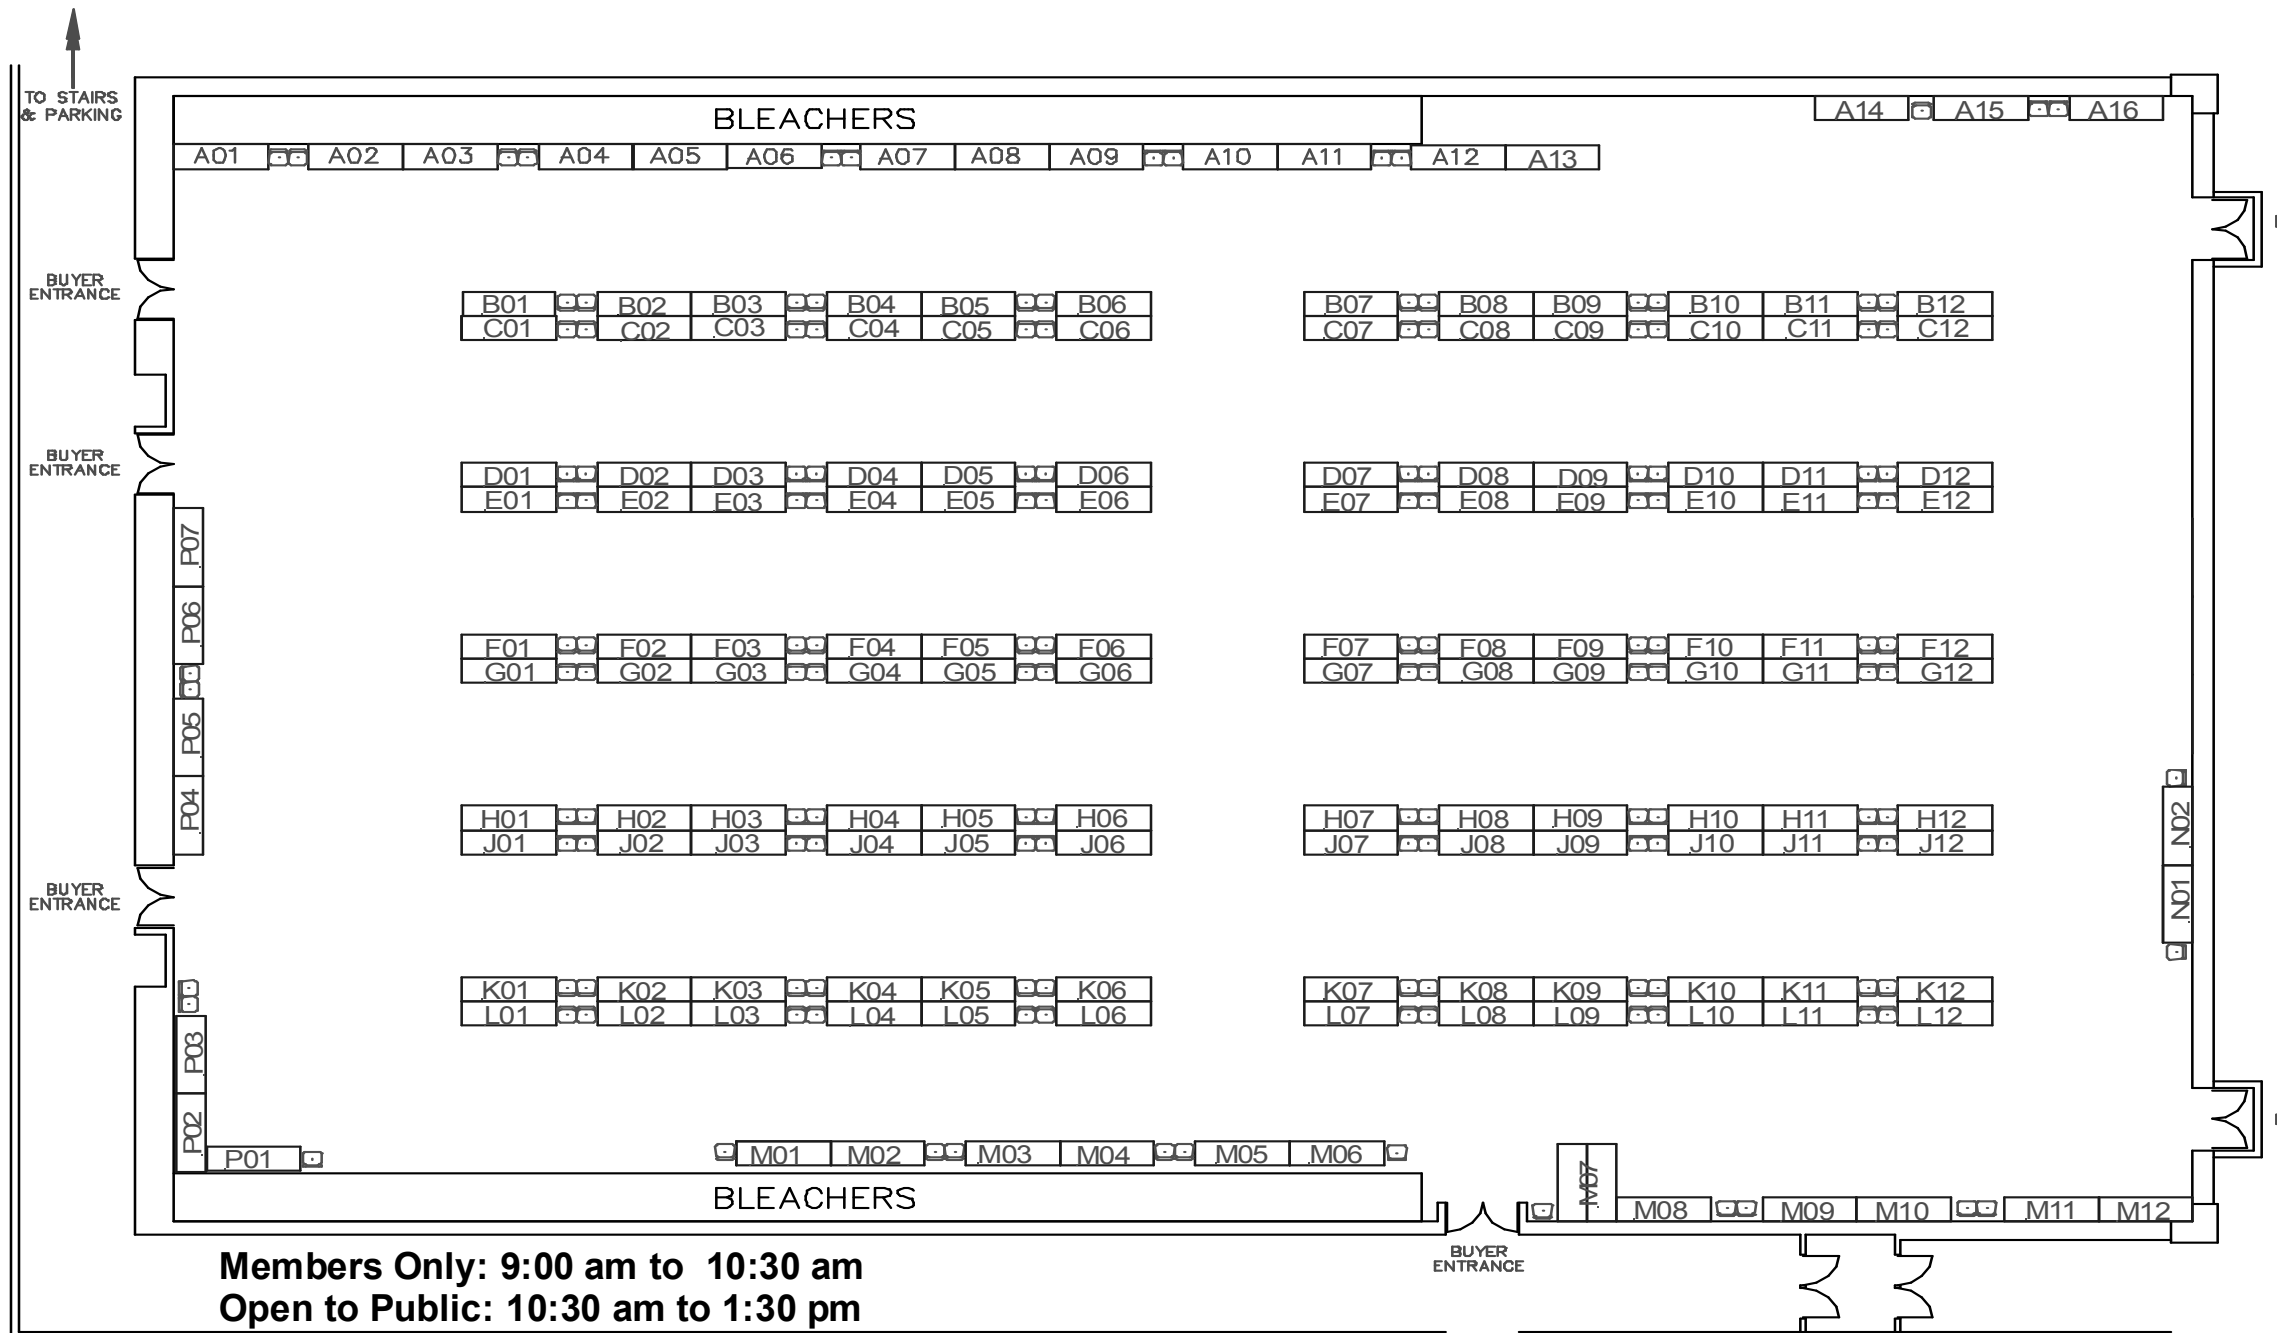 TO STAIRS
& PARKING
BLEACHERS
A14 A15 A16
A01 A02 A03 A04 A05 A06 A07 A08 A09 A10 A11 A12 A13
BUYER
ENTRANCE
B01 B02 B03 B04 B05 B06 B07 B08 B09 B10 B11 B12
C01 C02 C03 C04 C05 C06 C07 C08 C09 C10 C11 C12
BUYER
ENTRANCE
D01 D02 D03 D04 D05 D06 D07 D08 D09 D10 D11 D12
E01 E02 E03 E04 E05 E06 E07 E08 E09 E10 E11 E12
P07
P06
F01 F02 F03 F04 F05 F06 F07 F08 F09 F10 F11 F12
G01 G02 G03 G04 G05 G06 G07 G08 G09 G10 G11 G12
P05
P04
H01 H02 H03 H04 H05 H06 H07 H08 H09 H10 H11 H12
J01 J02 J03 J04 J05 J06 J07 J08 J09 J10 J11 J12
N02
N01
BUYER
ENTRANCE
K01 K02 K03 K04 K05 K06 K07 K08 K09 K10 K11 K12
L01 L02 L03 L04 L05 L06 L07 L08 L09 L10 L11 L12
P03
P02
P01
M01 M02 M03 M04 M05 M06
M07
BLEACHERS
M08 M09 M10 M11 M12
BUYER
ENTRANCE
Members Only: 9:00 am to 10:30 am
Open to Public: 10:30 am to 1:30 pm